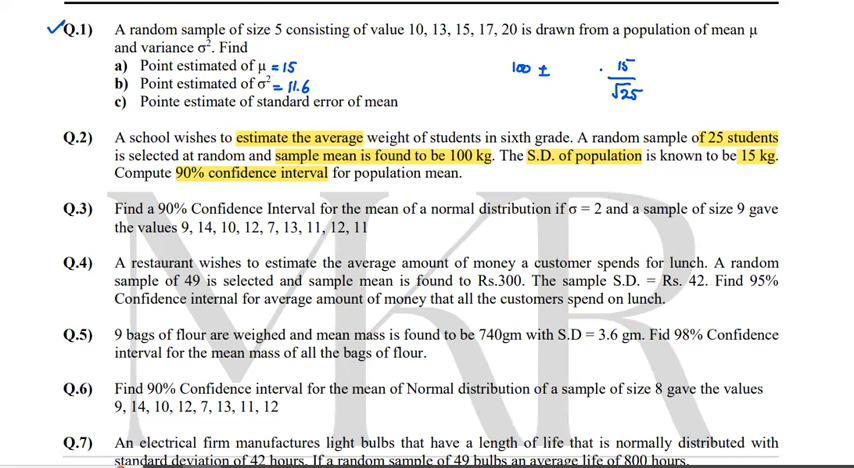 Q.1) A random sample of size 5 consisting of value 10, 13, 15, 17, 20 is drawn from a population of mean μ
and variance σ². Find
a) Point estimated of μ = 15
b) Point estimated of σ² = 11.6
c) Pointe estimate of standard error of mean
100 ± · 15
√25
Q.2) A school wishes to estimate the average weight of students in sixth grade. A random sample of 25 students
is selected at random and sample mean is found to be 100 kg. The S.D. of population is known to be 15 kg.
Compute 90% confidence interval for population mean.
Q.3) Find a 90% Confidence Interval for the mean of a normal distribution if σ = 2 and a sample of size 9 gave
the values 9, 14, 10, 12, 7, 13, 11, 12, 11
Q.4) A restaurant wishes to estimate the average amount of money a customer spends for lunch. A random
sample of 49 is selected and sample mean is found to Rs.300. The sample S.D. = Rs. 42. Find 95%
Confidence internal for average amount of money that all the customers spend on lunch.
Q.5) 9 bags of flour are weighed and mean mass is found to be 740gm with S.D = 3.6 gm. Fid 98% Confidence
interval for the mean mass of all the bags of flour.
Q.6) Find 90% Confidence interval for the mean of Normal distribution of a sample of size 8 gave the values
9, 14, 10, 12, 7, 13, 11, 12
Q.7) An electrical firm manufactures light bulbs that have a length of life that is normally distributed with
standard deviation of 42 hours. If a random sample of 49 bulbs an average life of 800 hours.
MKR